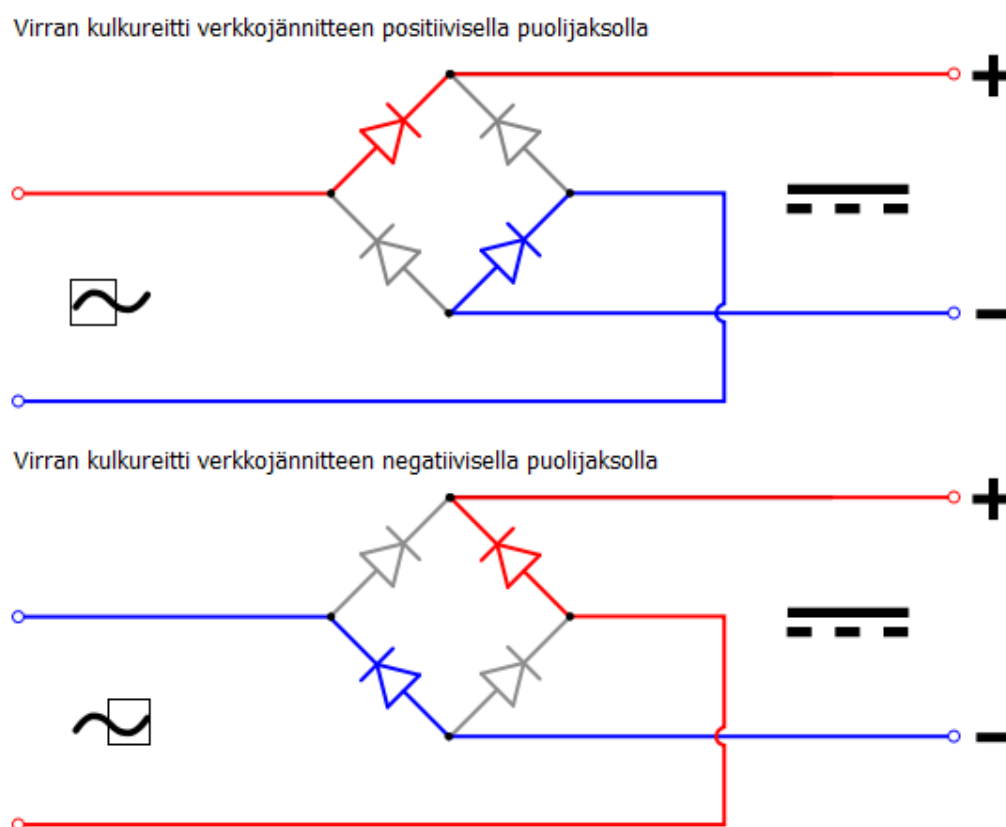 Virran kulkureitti verkkojännitteen positiivisella puolijaksolla
+
-
Virran kulkureitti verkkojännitteen negatiivisella puolijaksolla
+
-